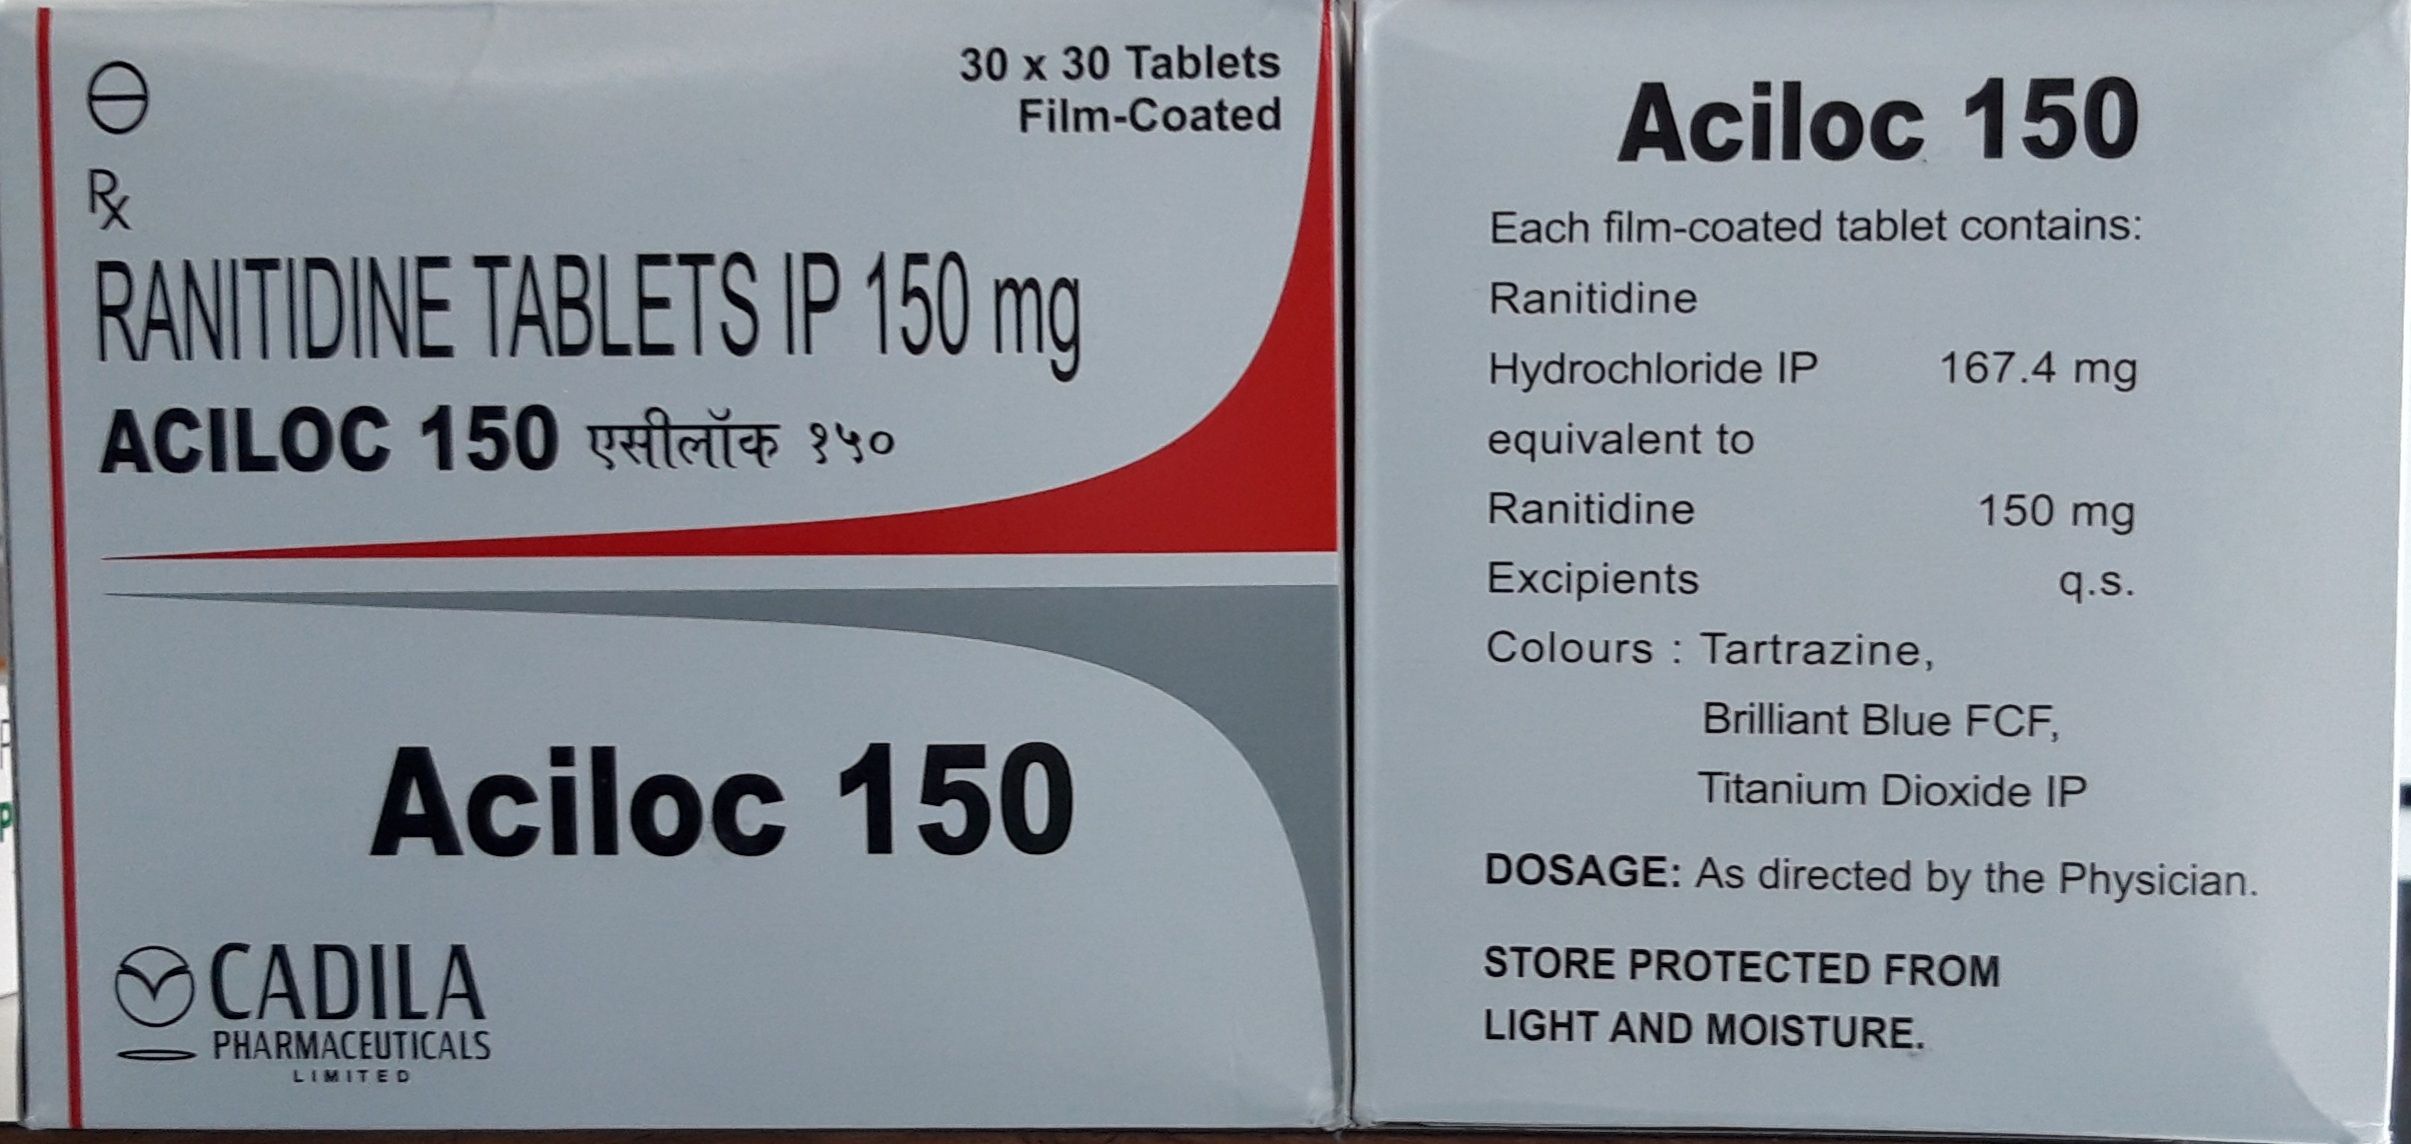 30 x 30 Tablets
Film-Coated
Rx
RANITIDINE TABLETS IP 150 mg
ACILOC 150 एसीलॉक १५०
Aciloc 150
CADILA
PHARMACEUTICALS
LIMITED
Aciloc 150
Each film-coated tablet contains:
Ranitidine
Hydrochloride IP 167.4 mg
equivalent to
Ranitidine 150 mg
Excipients q.s.
Colours : Tartrazine,
Brilliant Blue FCF,
Titanium Dioxide IP
DOSAGE: As directed by the Physician.
STORE PROTECTED FROM
LIGHT AND MOISTURE.